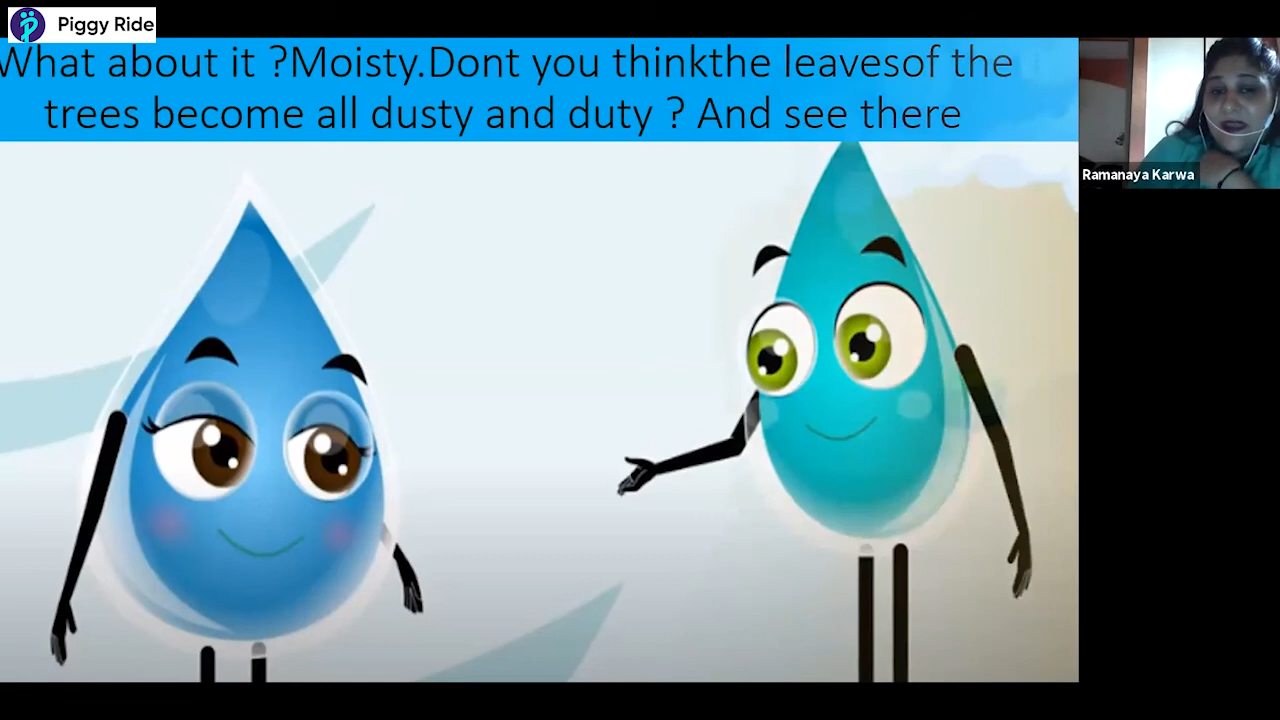 Piggy Ride
What about it ?Moisty.Dont you thinkthe leavesof the
trees become all dusty and duty ? And see there
Ramanaya Karwa